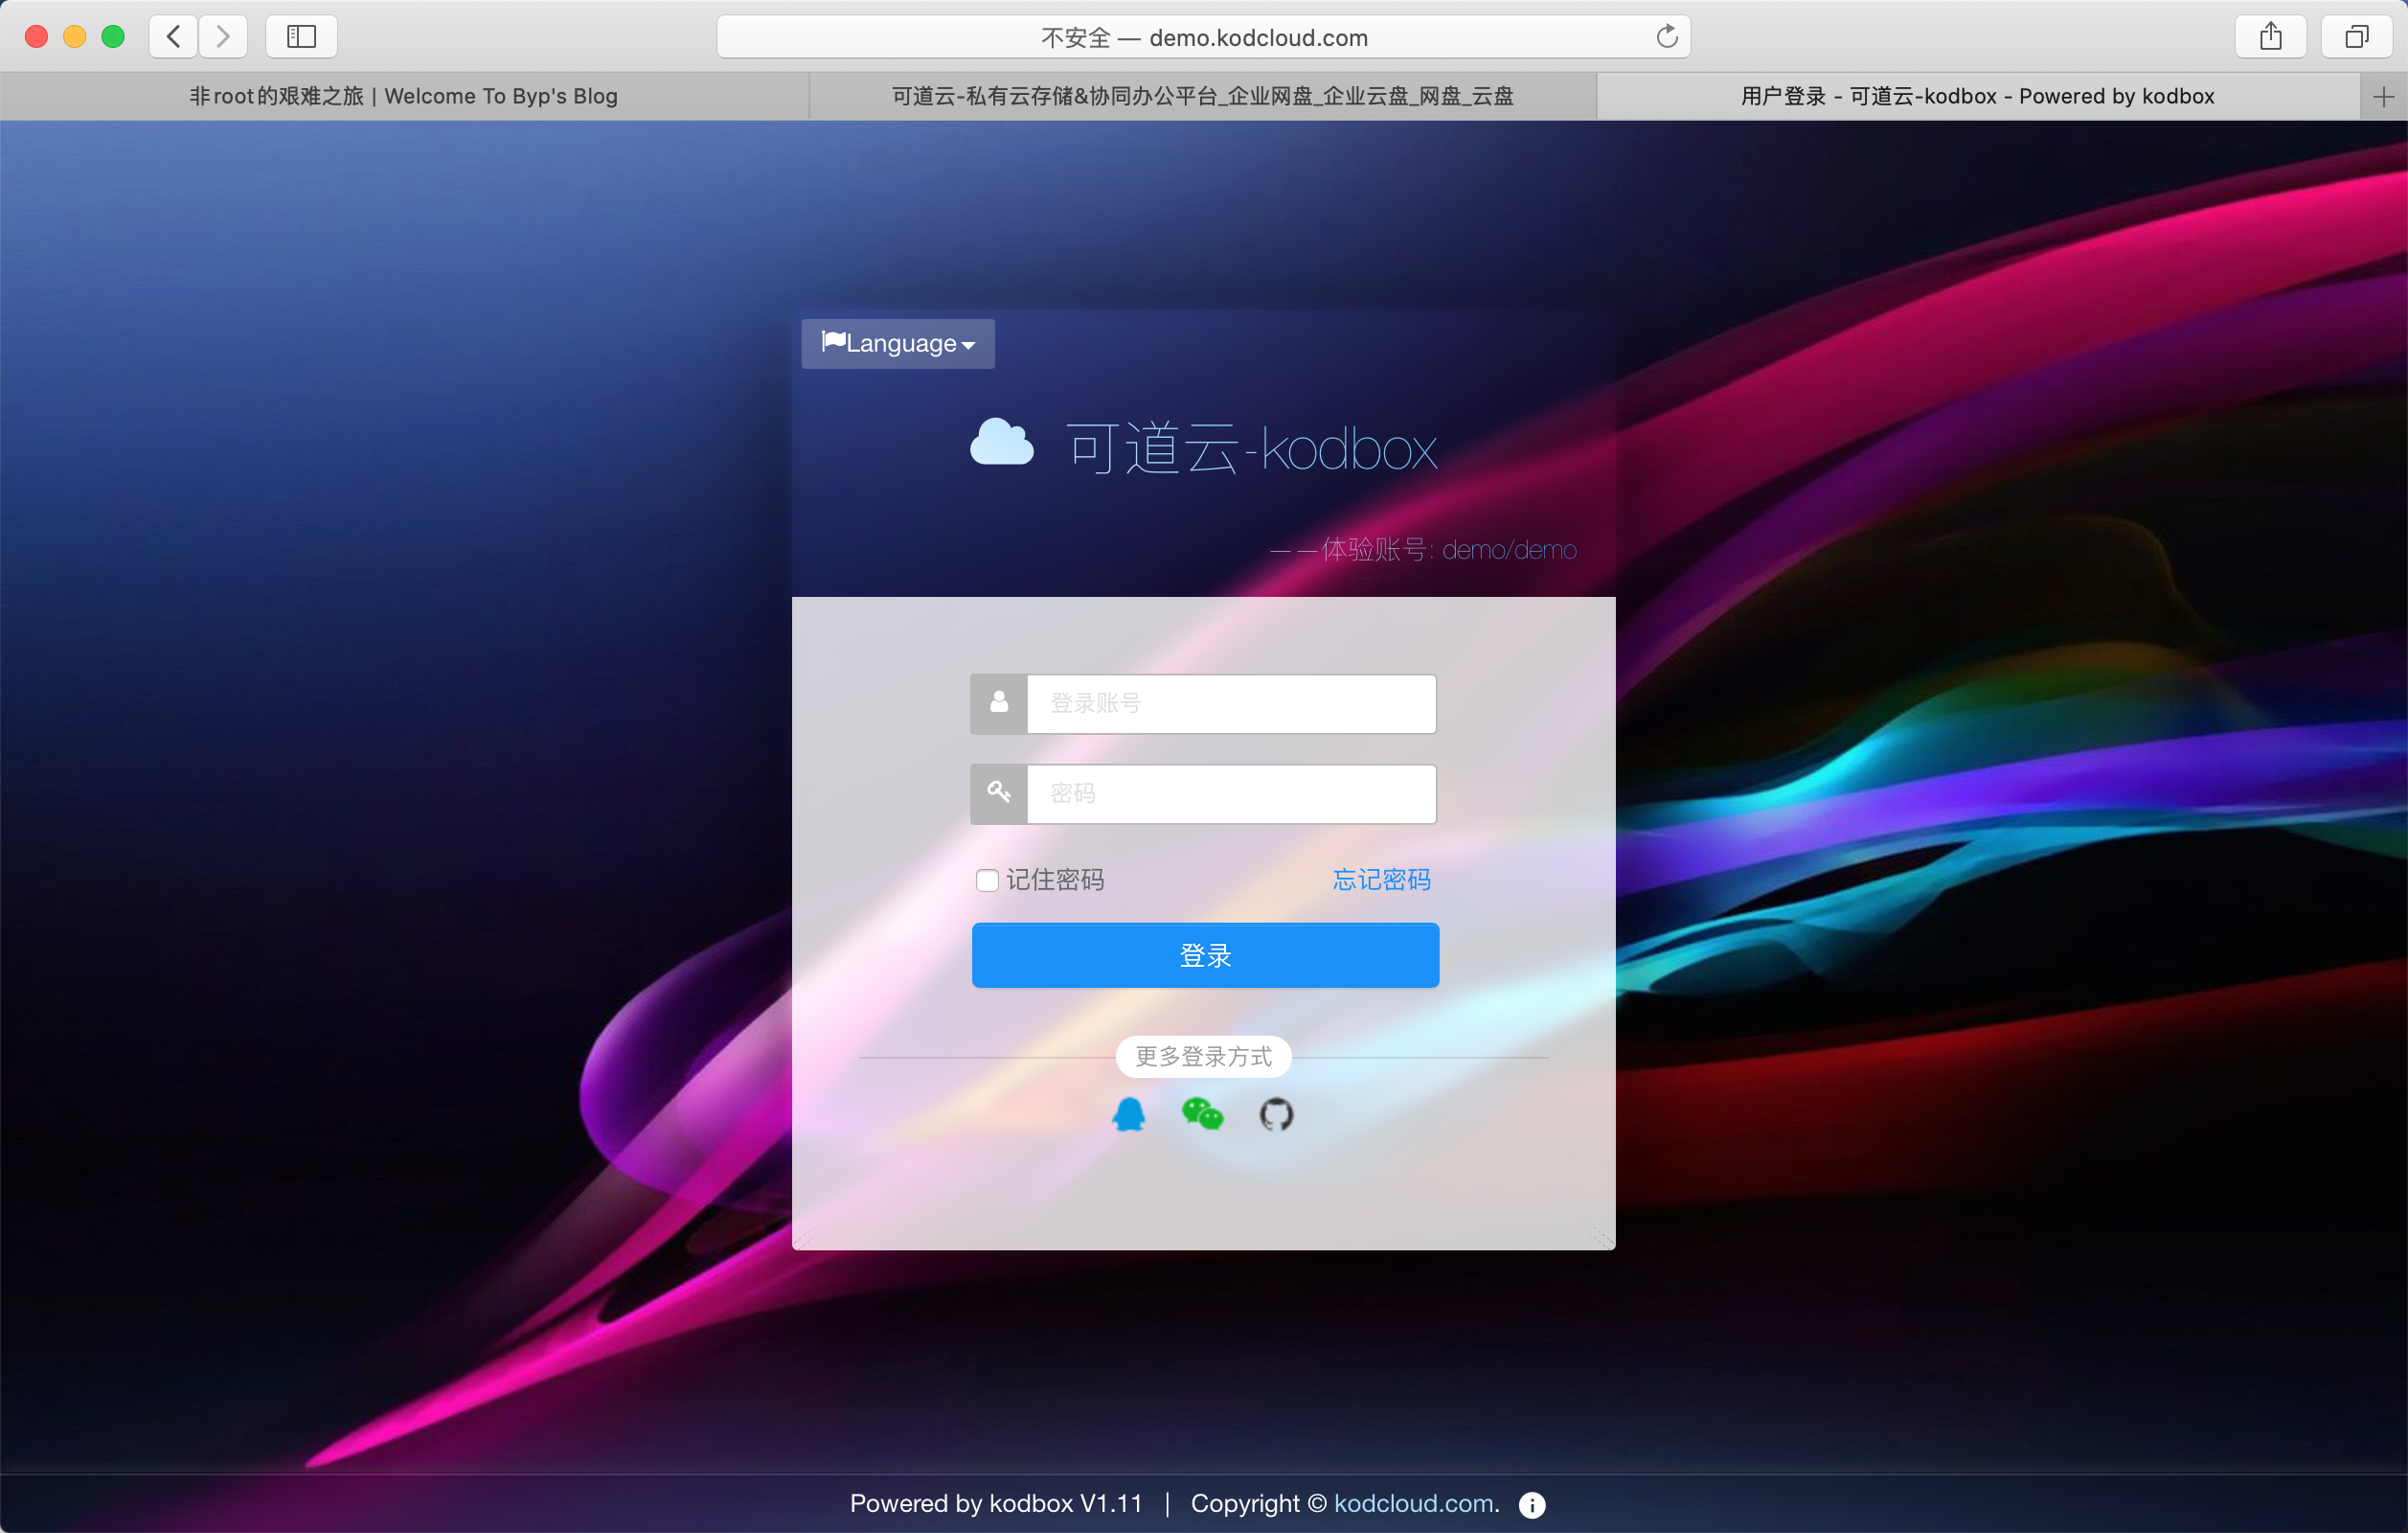 不安全 — demo.kodcloud.com
非root的艰难之旅 | Welcome To Byp's Blog
可道云-私有云存储&协同办公平台_企业网盘_企业云盘_网盘_云盘
用户登录 - 可道云-kodbox - Powered by kodbox
Language
可道云-kodbox
——体验账号: demo/demo
登录账号
密码
记住密码
忘记密码
登录
更多登录方式
Powered by kodbox V1.11 | Copyright © kodcloud.com.